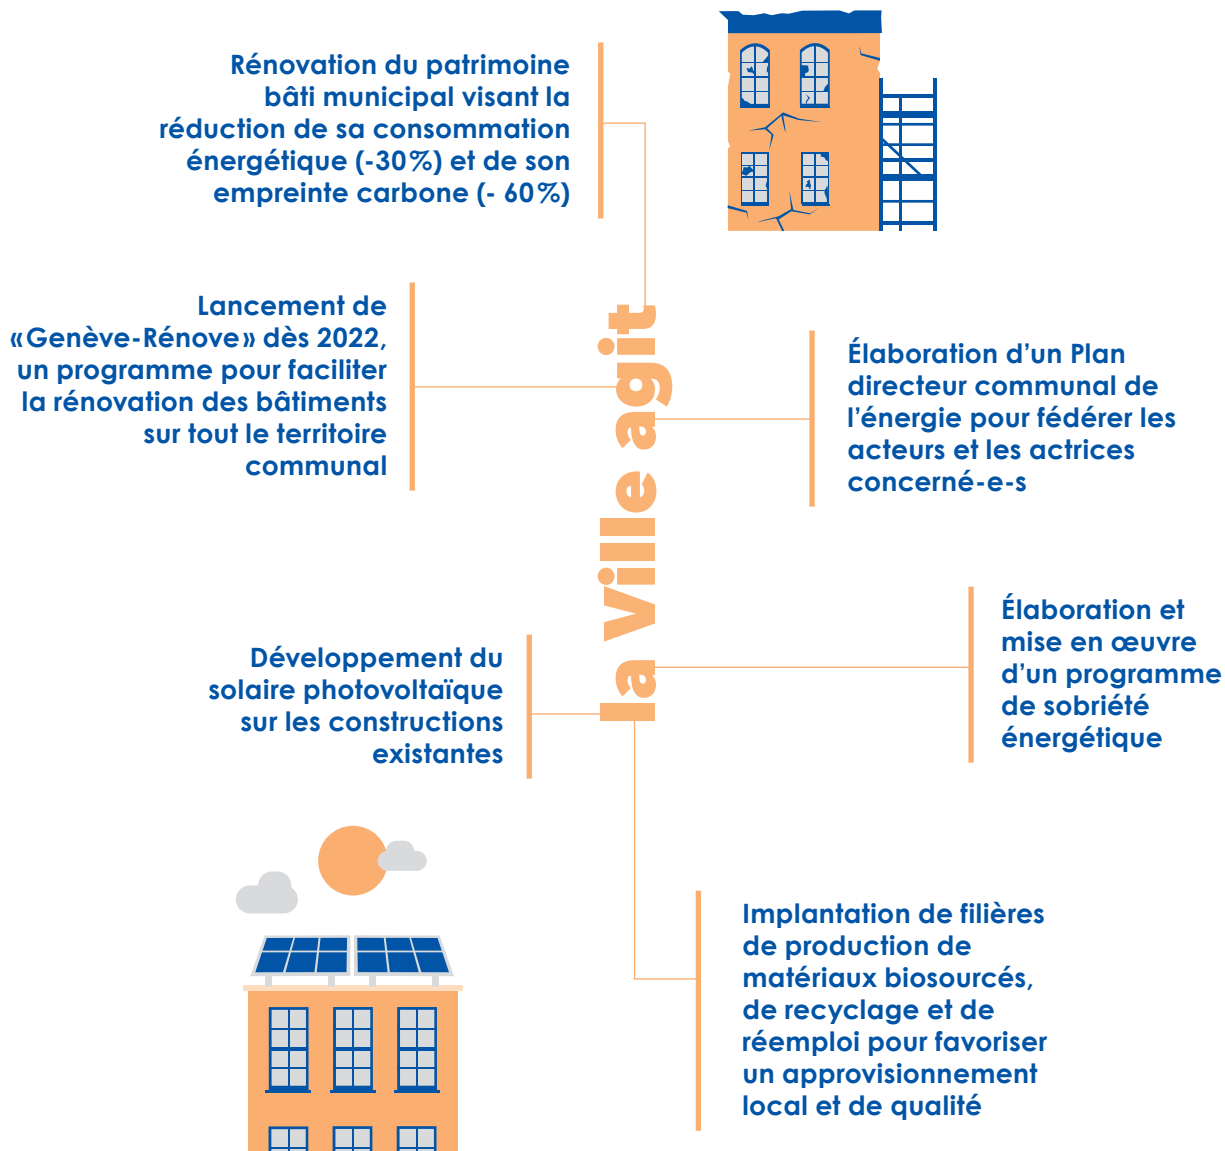 Rénovation du patrimoine
bâti municipal visant la
réduction de sa consommation
énergétique (-30%) et de son
empreinte carbone (- 60%)
Lancement de
«Genève-Rénove» dès 2022,
un programme pour faciliter
la rénovation des bâtiments
sur tout le territoire
communal
la Ville agit
Élaboration d’un Plan
directeur communal de
l’énergie pour fédérer les
acteurs et les actrices
concerné-e-s
Élaboration et
mise en œuvre
d’un programme
de sobriété
énergétique
Développement du
solaire photovoltaïque
sur les constructions
existantes
Implantation de filières
de production de
matériaux biosourcés,
de recyclage et de
réemploi pour favoriser
un approvisionnement
local et de qualité